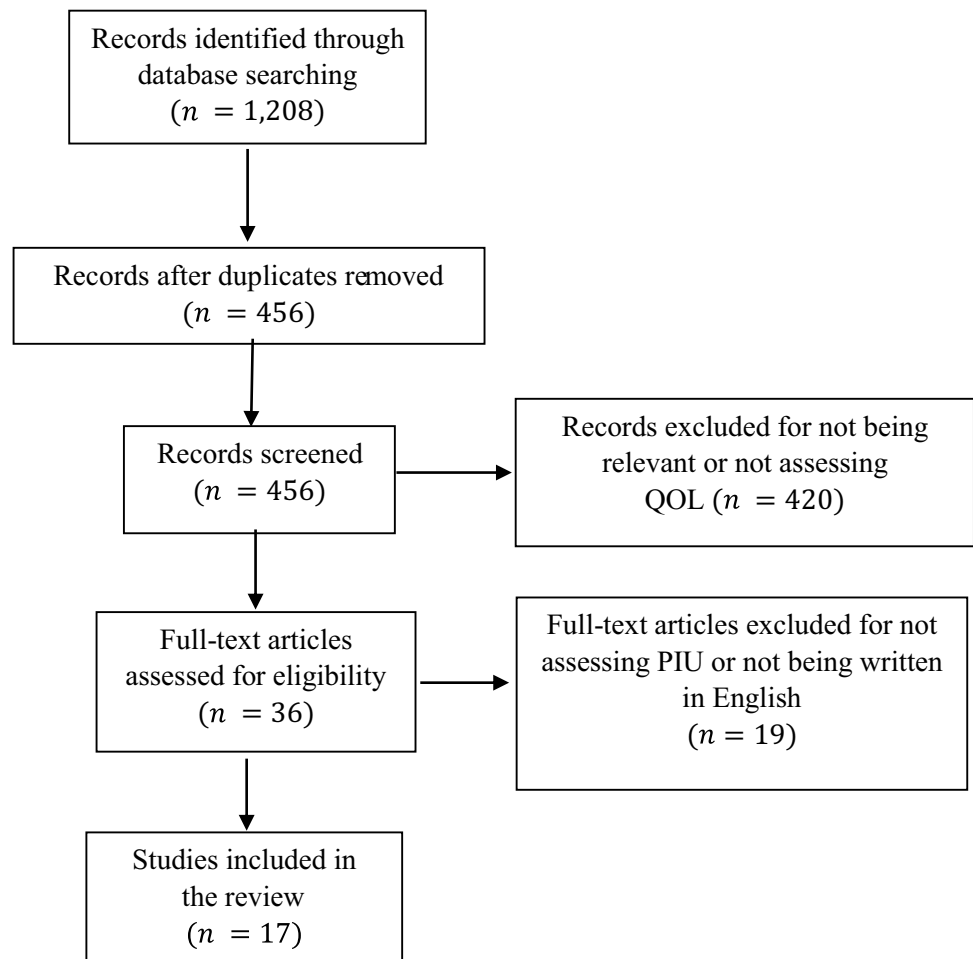 Records identified through
database searching
(n = 1,208)
Records after duplicates removed
(n = 456)
Records screened
(n = 456)
Records excluded for not being
relevant or not assessing
QOL (n = 420)
Full-text articles
assessed for eligibility
(n = 36)
Full-text articles excluded for not
assessing PIU or not being written
in English
(n = 19)
Studies included in
the review
(n = 17)